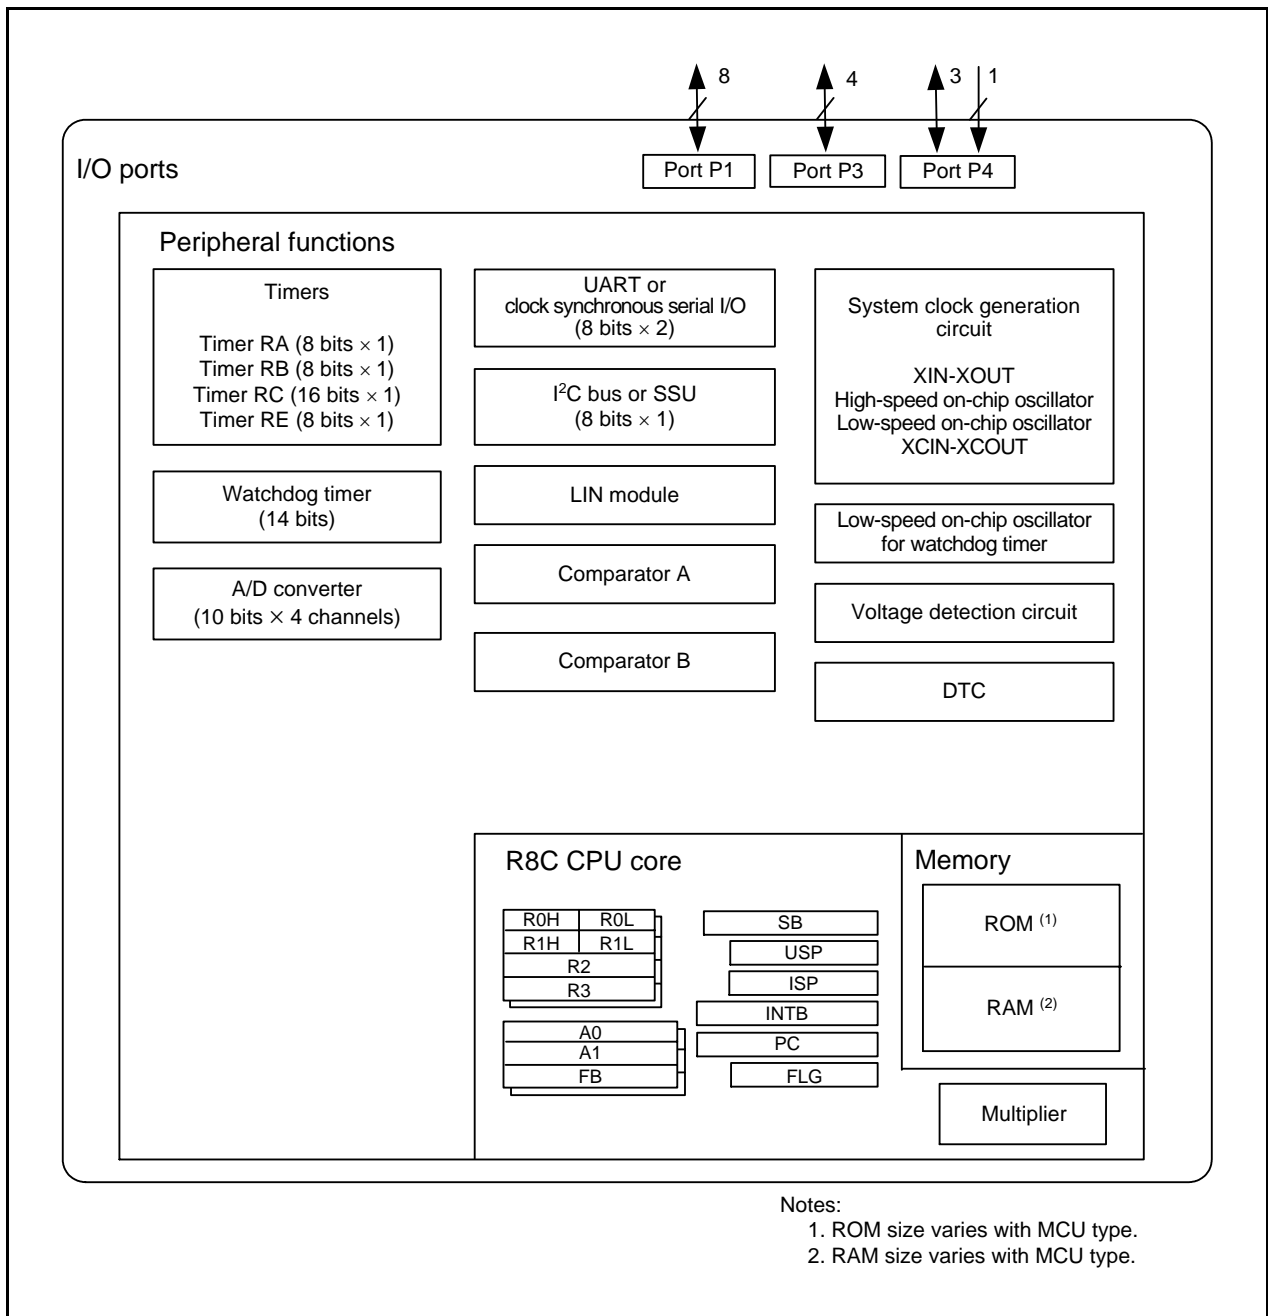 8
4
3
1
I/O ports
Port P1
Port P3
Port P4
Peripheral functions
Timers
Timer RA (8 bits × 1)
Timer RB (8 bits × 1)
Timer RC (16 bits × 1)
Timer RE (8 bits × 1)
Watchdog timer
(14 bits)
A/D converter
(10 bits × 4 channels)
UART or
clock synchronous serial I/O
(8 bits × 2)
I²C bus or SSU
(8 bits × 1)
LIN module
Comparator A
Comparator B
System clock generation
circuit
XIN-XOUT
High-speed on-chip oscillator
Low-speed on-chip oscillator
XCIN-XCOUT
Low-speed on-chip oscillator
for watchdog timer
Voltage detection circuit
DTC
R8C CPU core
R0H
R0L
R1H
R1L
R2
R3
A0
A1
FB
SB
USP
ISP
INTB
PC
FLG
Memory
ROM (1)
RAM (2)
Multiplier
Notes:
1. ROM size varies with MCU type.
2. RAM size varies with MCU type.